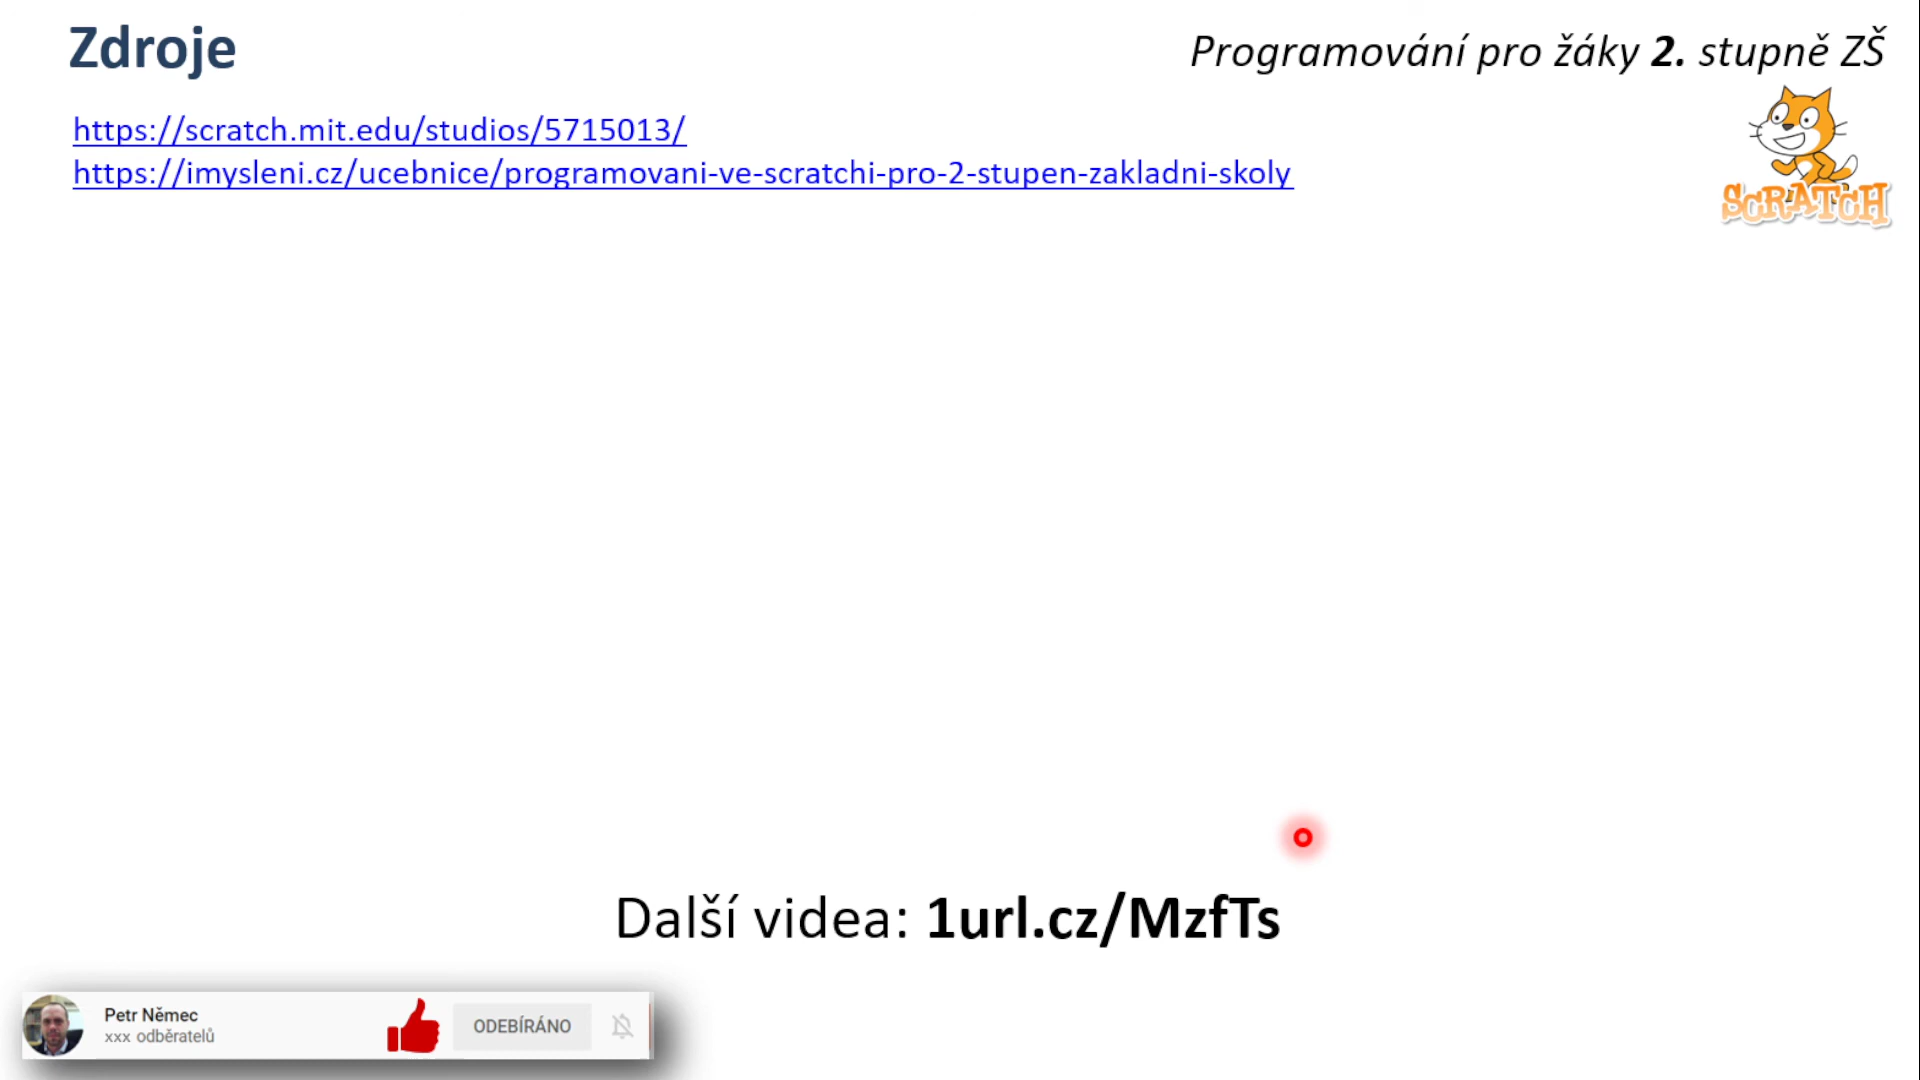 Zdroje
Programování pro žáky 2. stupně ZŠ
https://scratch.mit.edu/studios/5715013/
https://imysleni.cz/ucebnice/programovani-ve-scratchi-pro-2-stupen-zakladni-skoly
SCRATCH
Další videa: 1url.cz/MzfTs
Petr Němec
xxx odběratelů
ODEBÍRÁNO